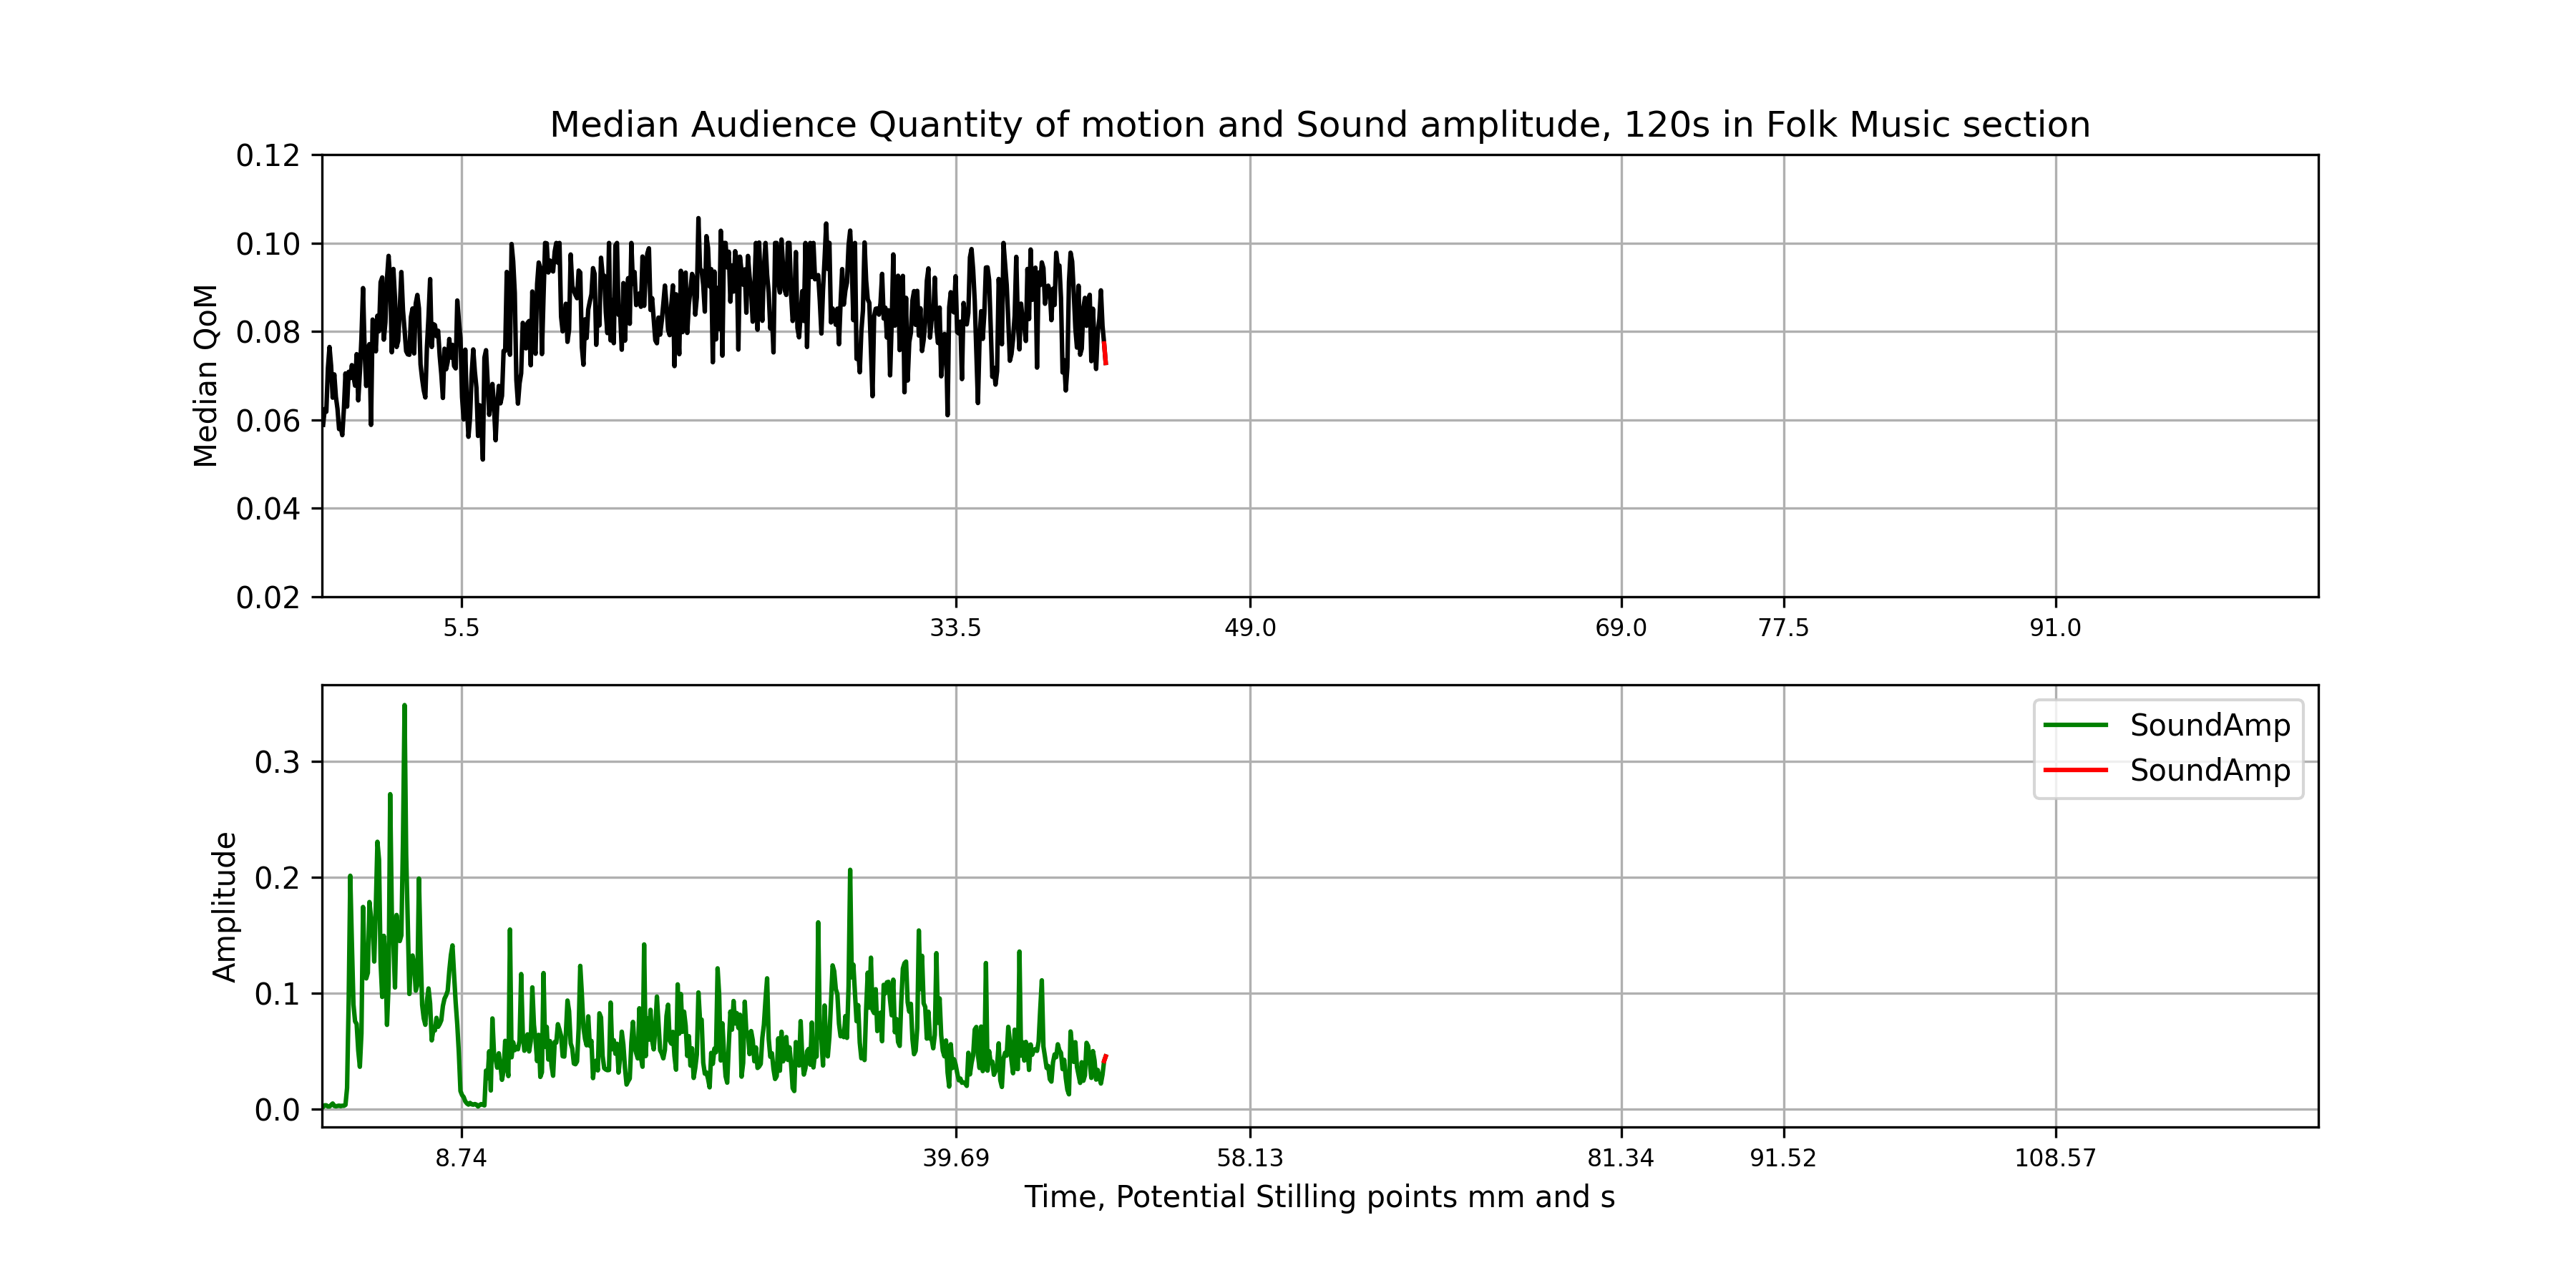 Median Audience Quantity of motion and Sound amplitude, 120s in Folk Music section
0.12
0.10
0.08
0.06
0.04
0.02
Median QoM
5.5 33.5 49.0 69.0 77.5 91.0
SoundAmp
SoundAmp
0.3
0.2
0.1
0.0
Amplitude
8.74 39.69 58.13 81.34 91.52 108.57
Time, Potential Stilling points mm and s